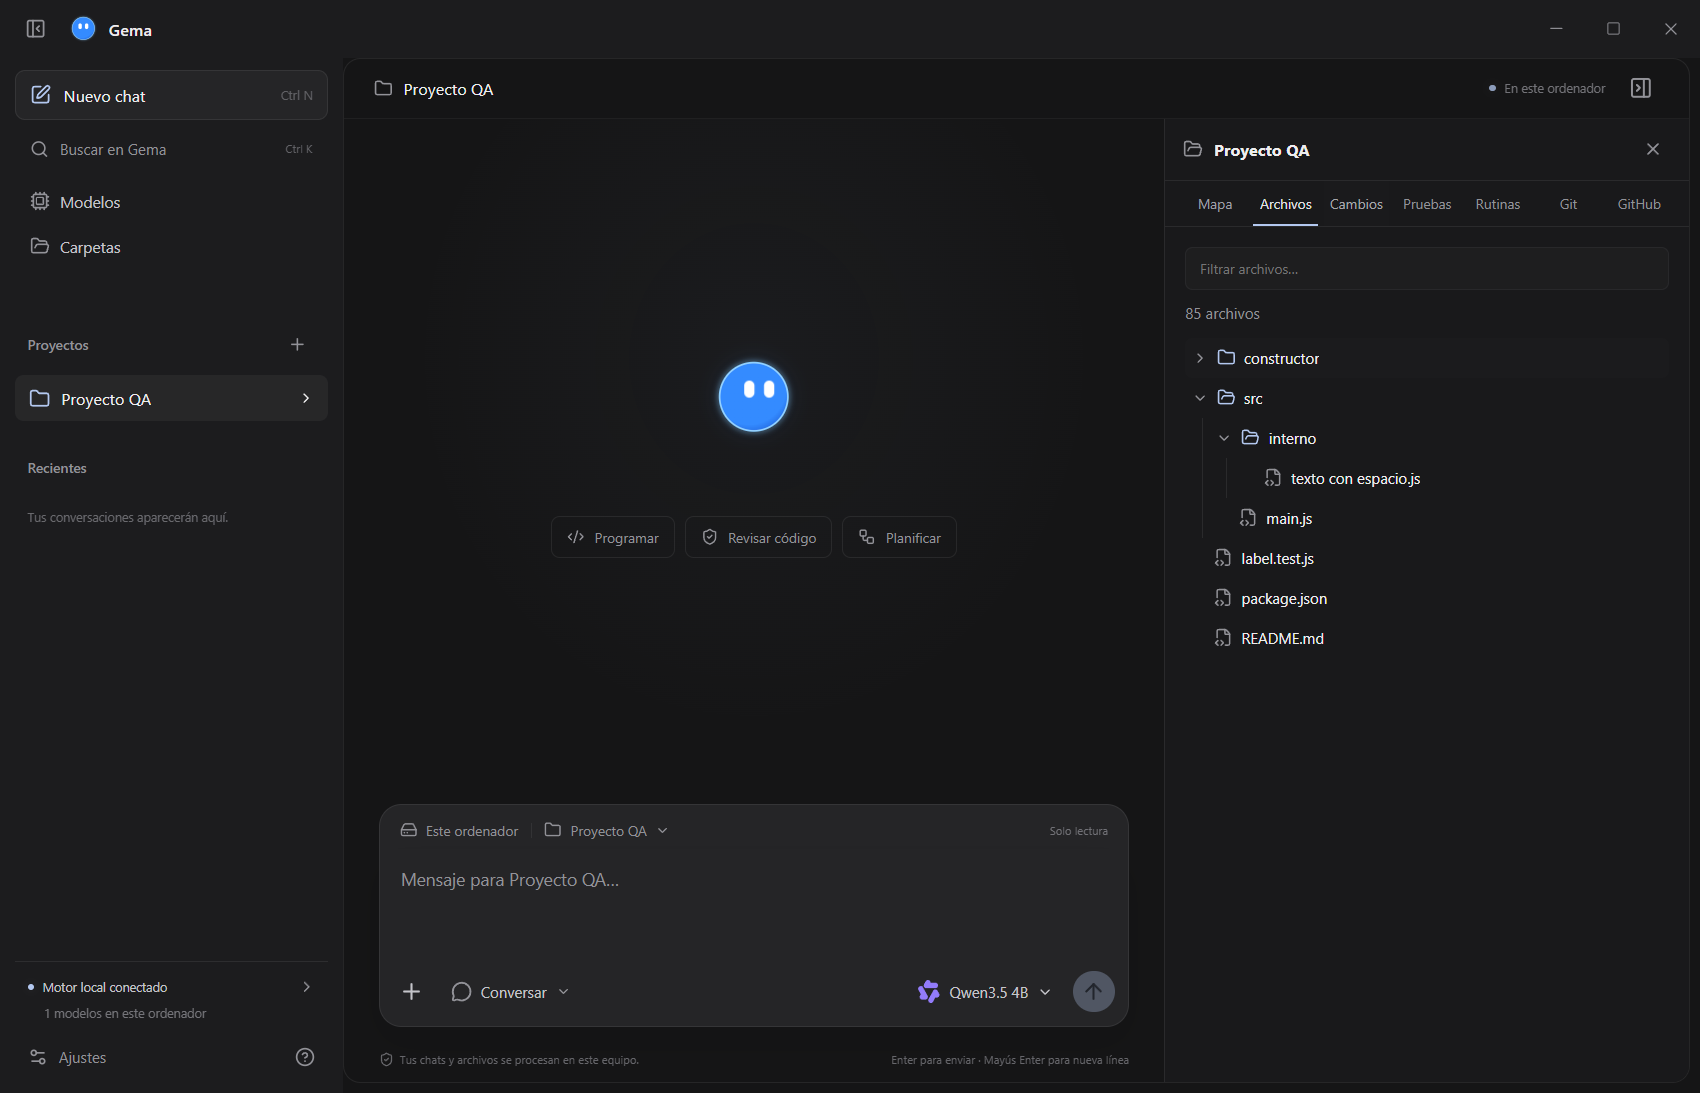 Gema
Nuevo chat Ctrl N
Buscar en Gema Ctrl K
Modelos
Carpetas
Proyectos
Proyecto QA
Recientes
Tus conversaciones aparecerán aquí.
Motor local conectado
1 modelos en este ordenador
Ajustes
Proyecto QA
En este ordenador
Programar
Revisar código
Planificar
Este ordenador
Proyecto QA
Solo lectura
Mensaje para Proyecto QA...
Conversar
Qwen3.5 4B
Tus chats y archivos se procesan en este equipo.
Enter para enviar · Mayús Enter para nueva línea
Proyecto QA
Mapa Archivos Cambios Pruebas Rutinas Git GitHub
Filtrar archivos...
85 archivos
constructor
src
interno
texto con espacio.js
main.js
label.test.js
package.json
README.md